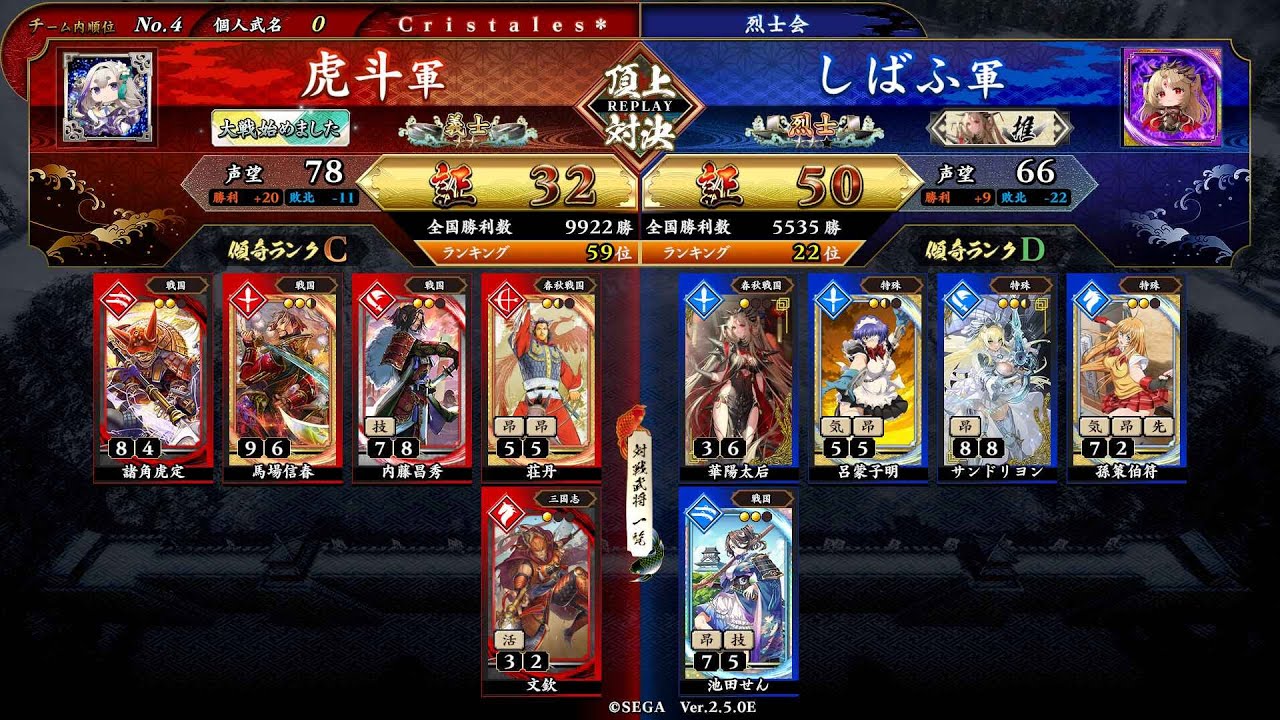 チーム内順位 No.4 個人武名 0 Cristales* 烈士会
虎斗軍 頂上 しばふ軍
REPLAY
対決
大戦始めました 義士 烈士 推
声望 78 証 32 証 50 声望 66
勝利 +20 敗北 -11 勝利 +9 敗北 -22
全国勝利数 9922勝 全国勝利数 5535勝
ランキング 59位 ランキング 22位
傾奇ランクC 傾奇ランクD
戦国 戦国 戦国 春秋戦国 春秋戦国 特殊 特殊 特殊
技 昂 昂 気 昂 昂 気 昂 先
8 4 9 6 7 8 5 5 3 6 5 5 8 8 7 2
諸角虎定 馬場信春 内藤昌秀 荘丹 華陽太后 呂蒙子明 サンドリヨン 孫策伯符
対戦武将一覧
三国志 戦国
活 昂 技
3 2 7 5
文欽 池田せん
©SEGA Ver.2.5.0E